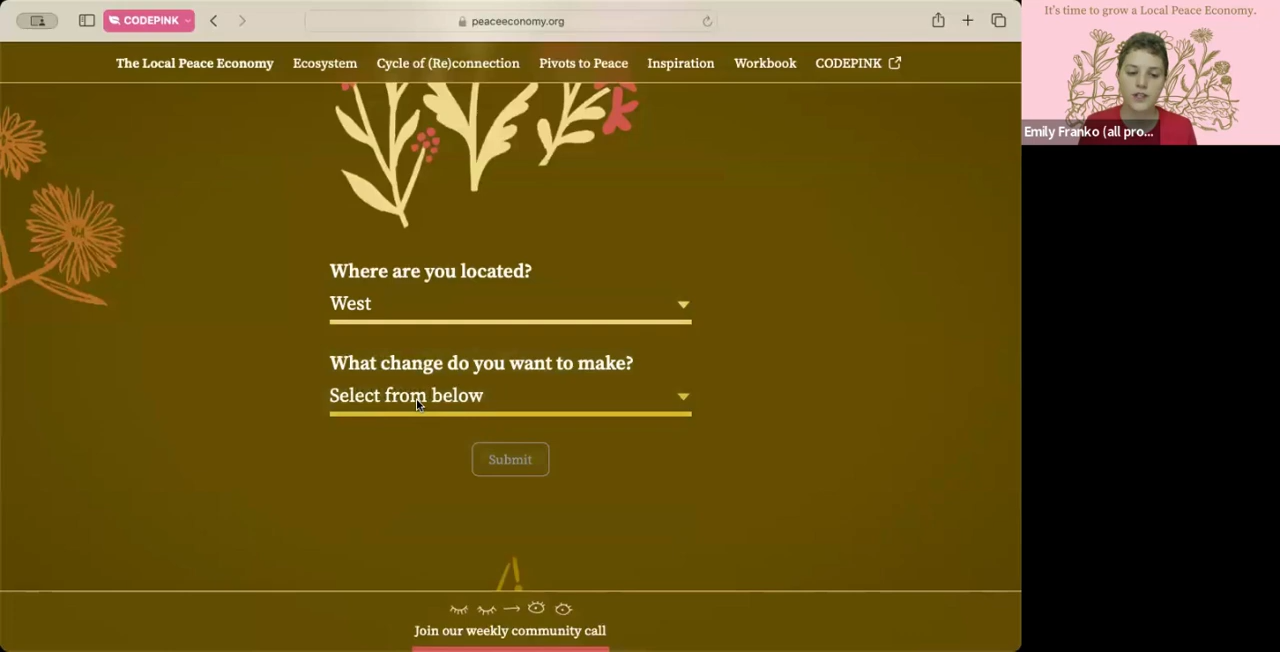 CODEPINK
peaceeconomy.org
The Local Peace Economy
Ecosystem
Cycle of (Re)connection
Pivots to Peace
Inspiration
Workbook
CODEPINK
It's time to grow a Local Peace Economy.
Emily Franko (all pro...
Where are you located?
West
What change do you want to make?
Select from below
Submit
Join our weekly community call